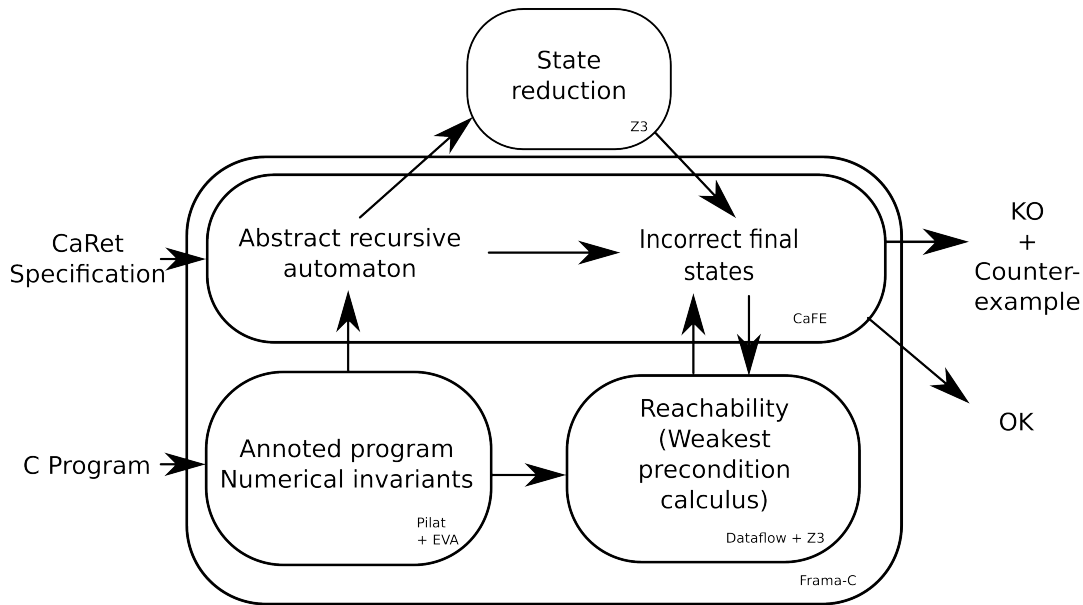 State
reduction
Z3
CaRet
Specification
Abstract recursive
automaton
Incorrect final
states
CaFE
KO
+
Counter-
example
OK
C Program
Annoted program
Numerical invariants
Pilat
+ EVA
Reachability
(Weakest
precondition
calculus)
Dataflow + Z3
Frama-C